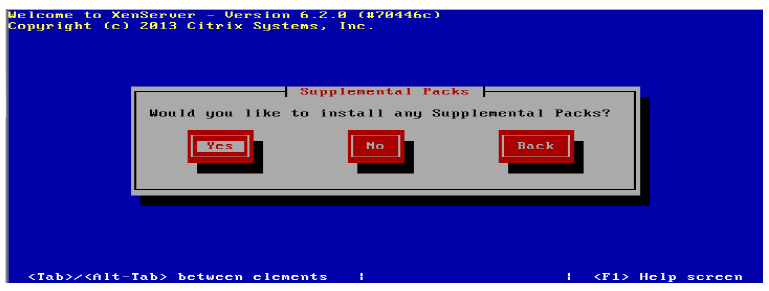 Welcome to XenServer - Version 6.2.0 (#70446c)
Copyright (c) 2013 Citrix Systems, Inc.
Supplemental Packs
Would you like to install any Supplemental Packs?
Yes No Back
<Tab>/<Alt-Tab> between elements | | <F1> Help screen